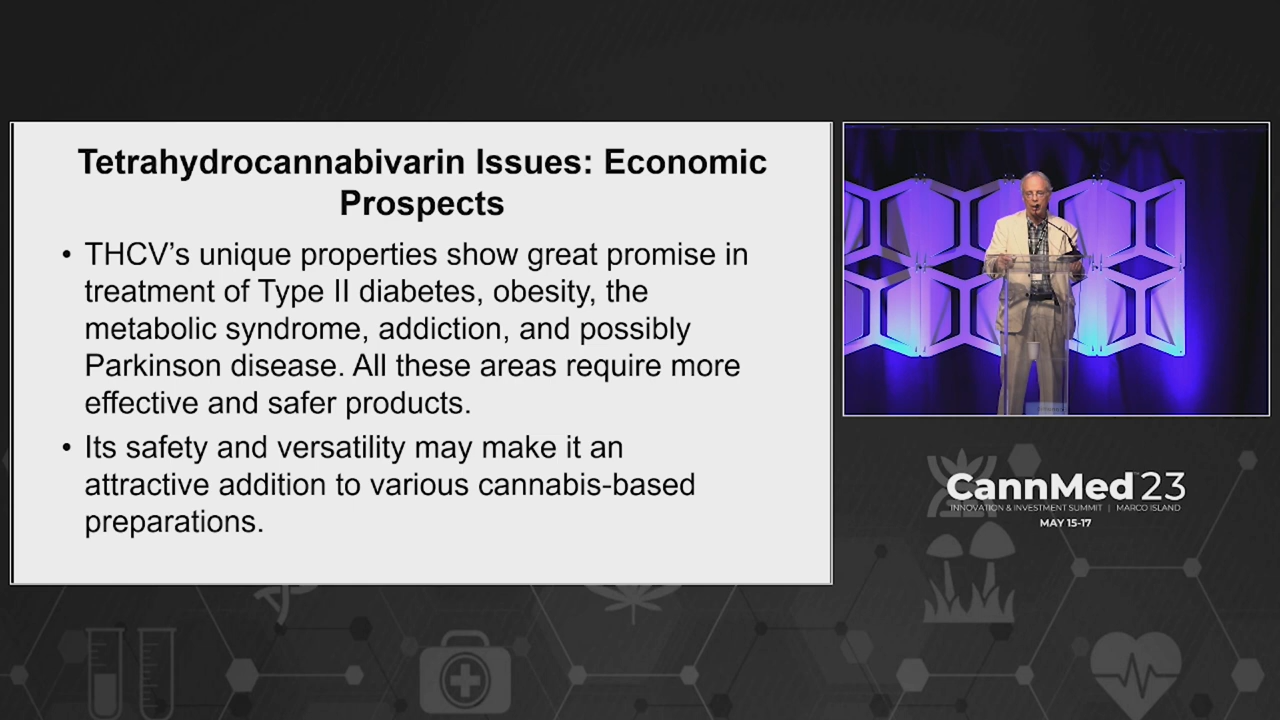 Tetrahydrocannabivarin Issues: Economic
Prospects
• THCV’s unique properties show great promise in
treatment of Type II diabetes, obesity, the
metabolic syndrome, addiction, and possibly
Parkinson disease. All these areas require more
effective and safer products.
• Its safety and versatility may make it an
attractive addition to various cannabis-based
preparations.
CannMed 23
INNOVATION & INVESTMENT SUMMIT | MARCO ISLAND
MAY 15-17